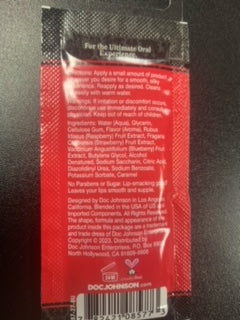 For the Ultimate Oral
Experience.
Apply a small amount of product
you desire for a smooth, silky
Reapply as desired. Cleans
easily with warm water.
Warnings: If irritation or discomfort occurs,
discontinue use immediately and consult
physician. Keep out of reach of children.
Ingredients: Water (Aqua), Glycerin,
Cellulose Gum, Flavor (Aroma), Rubus
Idaeus (Raspberry) Fruit Extract, Fragaria
(Strawberry) Fruit Extract,
Vaccinium Angustifolium (Blueberry) Fruit
Extract, Butylene Glycol, Alcohol
Denatured, Sodium Saccharin, Citric Acid,
Diazolidinyl Urea, Sodium Benzoate,
Potassium Sorbate, Caramel
No Parabens or Sugar. Lip-smacking good
Leaves your lips smooth and supple.
Designed by Doc Johnson in Los Angeles
California. Blended in the USA of US and
Imported Components. All Rights Reserved.
The shape, formula and appearance of the
product inside this package are a trademark
and trade dress of Doc Johnson Enterprises.
Copyright © 2023. Distributed by
Doc Johnson Enterprises, P.O. Box
North Hollywood, CA 91609
DOCJOHNSON.com